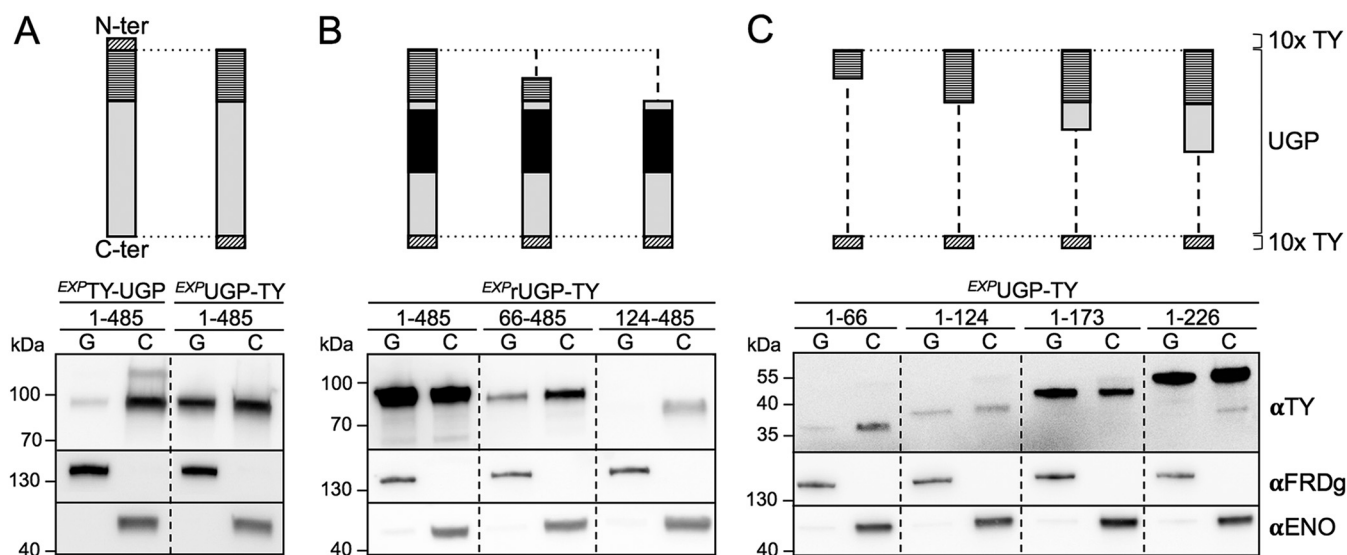 A
N-ter
C-ter
EXPTY-UGP EXPUGP-TY
1-485 1-485
G C G C
kDa
100
70
130
40
B
EXPrUGP-TY
1-485 66-485 124-485
G C G C G C
kDa
100
70
130
40
C
10x TY
UGP
10x TY
EXPUGP-TY
1-66 1-124 1-173 1-226
G C G C G C G C
kDa
55
40
35
130
40
αTY
αFRDg
αENO